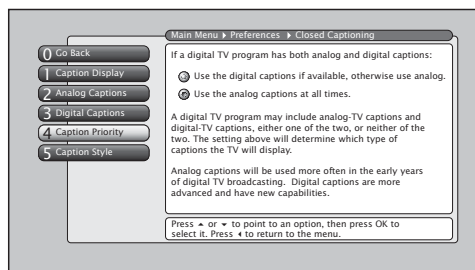 Main Menu ▸ Preferences ▸ Closed Captioning
0 Go Back
1 Caption Display
2 Analog Captions
3 Digital Captions
4 Caption Priority
5 Caption Style
If a digital TV program has both analog and digital captions:
Use the digital captions if available, otherwise use analog.
Use the analog captions at all times.
A digital TV program may include analog-TV captions and
digital-TV captions, either one of the two, or neither of the
two. The setting above will determine which type of
captions the TV will display.
Analog captions will be used more often in the early years
of digital TV broadcasting. Digital captions are more
advanced and have new capabilities.
Press ▴ or ▾ to point to an option, then press OK to
select it. Press ◂ to return to the menu.